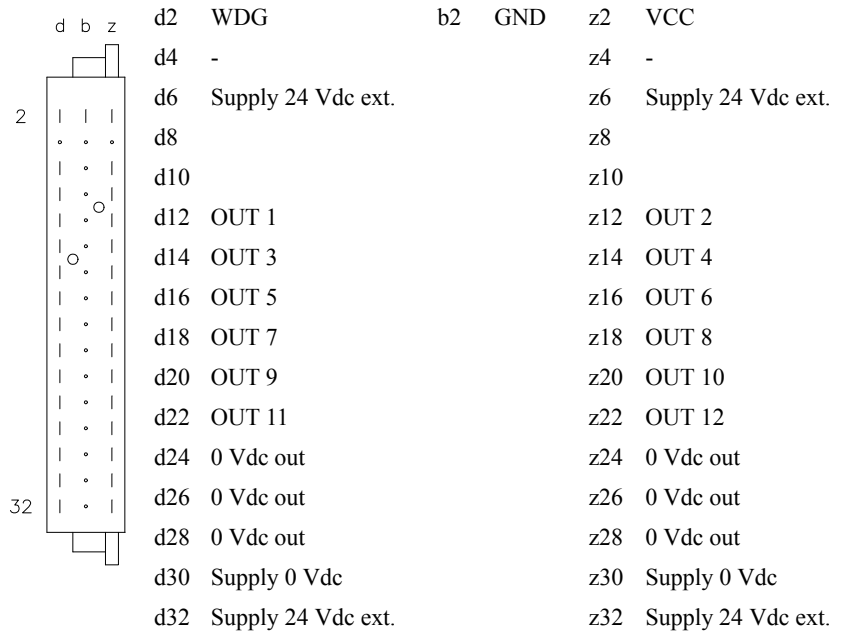 d b z
2
32
d2 WDG b2 GND z2 VCC
d4 - z4 -
d6 Supply 24 Vdc ext. z6 Supply 24 Vdc ext.
d8 z8
d10 z10
d12 OUT 1 z12 OUT 2
d14 OUT 3 z14 OUT 4
d16 OUT 5 z16 OUT 6
d18 OUT 7 z18 OUT 8
d20 OUT 9 z20 OUT 10
d22 OUT 11 z22 OUT 12
d24 0 Vdc out z24 0 Vdc out
d26 0 Vdc out z26 0 Vdc out
d28 0 Vdc out z28 0 Vdc out
d30 Supply 0 Vdc z30 Supply 0 Vdc
d32 Supply 24 Vdc ext. z32 Supply 24 Vdc ext.